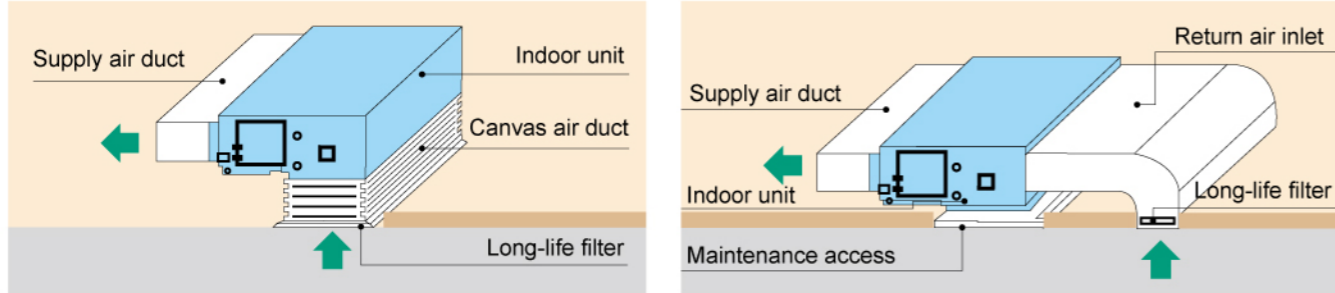 Supply air duct
Indoor unit
Canvas air duct
Long-life filter
Return air inlet
Supply air duct
Indoor unit
Long-life filter
Maintenance access